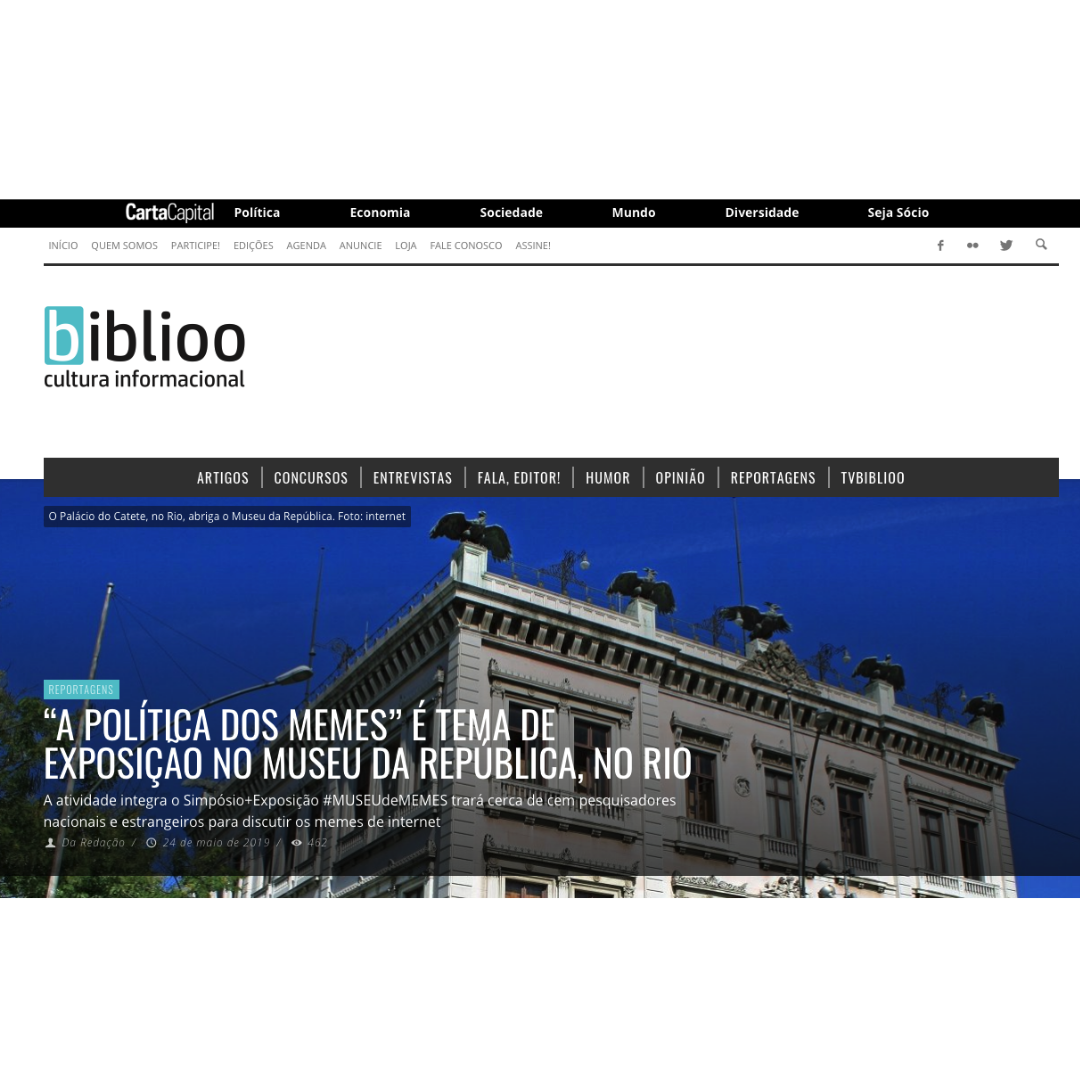 CartaCapital Política Economia Sociedade Mundo Diversidade Seja Sócio
INÍCIO QUEM SOMOS PARTICIPE! EDIÇÕES AGENDA ANUNCIE LOJA FALE CONOSCO ASSINE!
biblioo
cultura informacional
ARTIGOS CONCURSOS ENTREVISTAS FALA, EDITOR! HUMOR OPINIÃO REPORTAGENS TVBIBLIOO
O Palácio do Catete, no Rio, abriga o Museu da República. Foto: internet
REPORTAGENS
“A POLÍTICA DOS MEMES” É TEMA DE
EXPOSIÇÃO NO MUSEU DA REPÚBLICA, NO RIO
A atividade integra o Simpósio+Exposição #MUSEUdeMEMES trará cerca de cem pesquisadores
nacionais e estrangeiros para discutir os memes de internet
Da Redação / 24 de maio de 2019 / 462